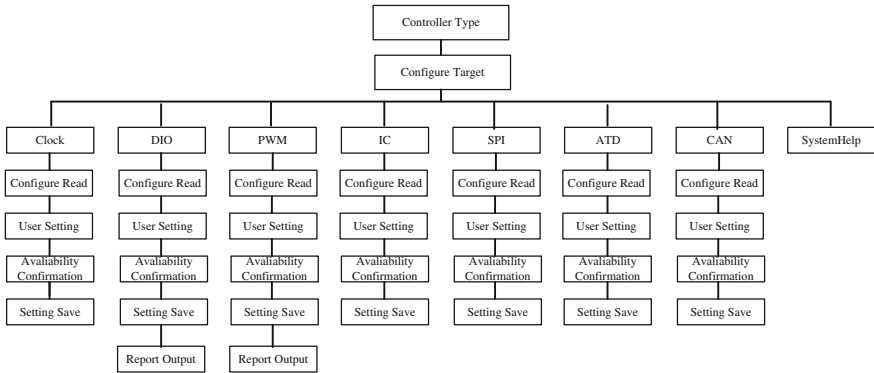 Controller Type
Configure Target
Clock
DIO
PWM
IC
SPI
ATD
CAN
SystemHelp
Configure Read
Configure Read
Configure Read
Configure Read
Configure Read
Configure Read
Configure Read
User Setting
User Setting
User Setting
User Setting
User Setting
User Setting
User Setting
Avaliability
Confirmation
Avaliability
Confirmation
Avaliability
Confirmation
Avaliability
Confirmation
Avaliability
Confirmation
Avaliability
Confirmation
Avaliability
Confirmation
Setting Save
Setting Save
Setting Save
Setting Save
Setting Save
Setting Save
Setting Save
Report Output
Report Output